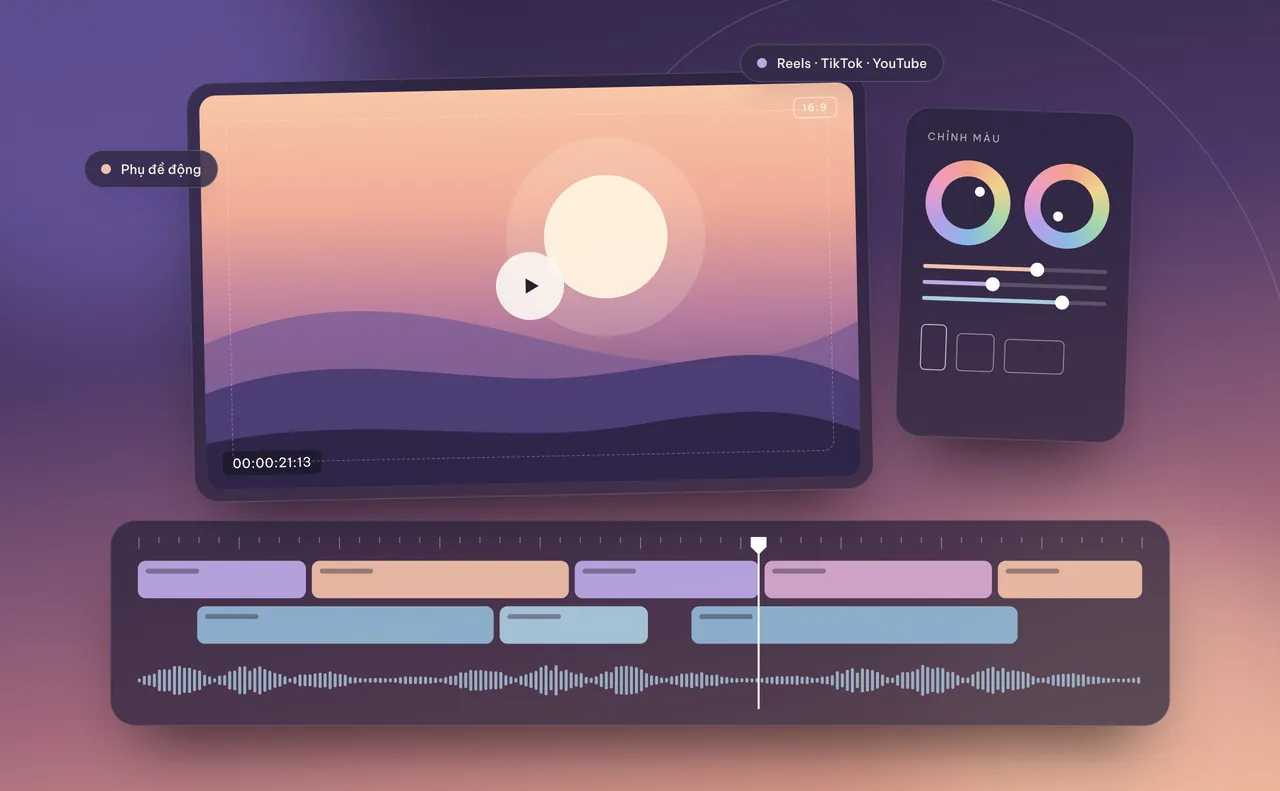 Reels · TikTok · YouTube
16:9
CHỈNH MÀU
Phụ đề động
00:00:21:13